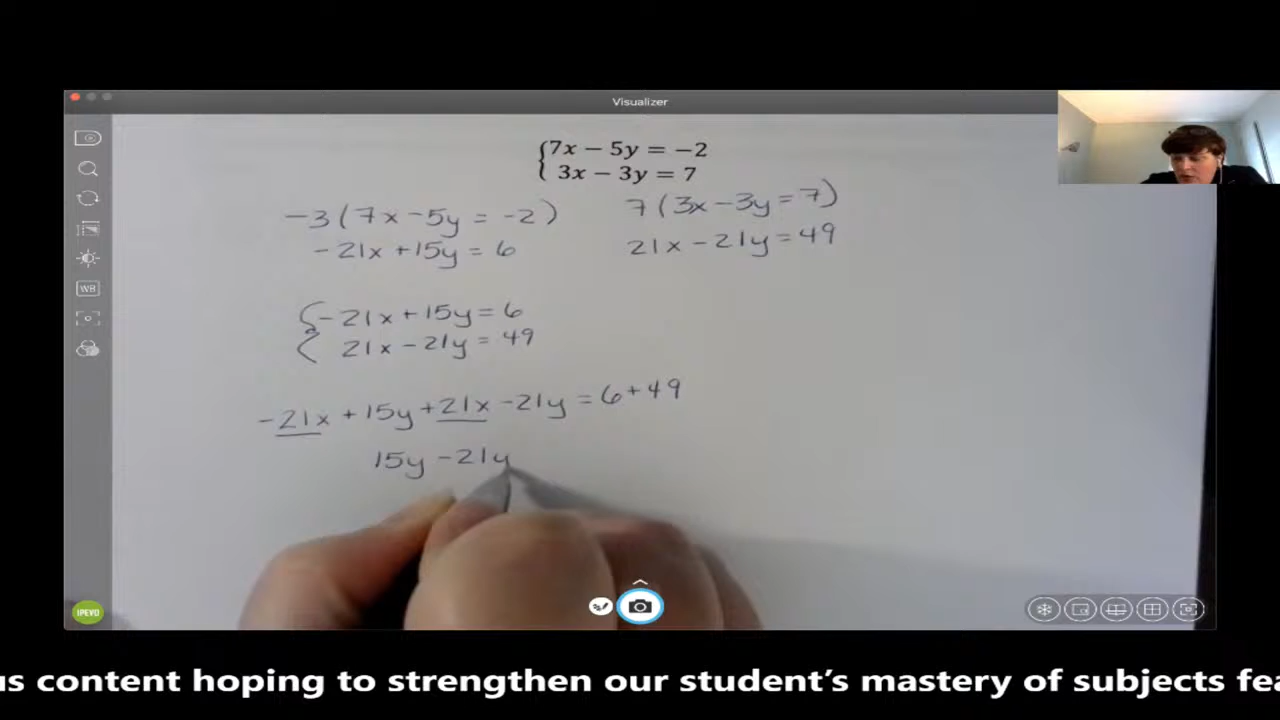 Visualizer
7x − 5y = −2
3x − 3y = 7
-3(7x-5y = -2)
7(3x-3y=7)
-21x+15y = 6
21x-21y=49
-21x+15y=6
21x-21y=49
-21x+15y+21x-21y=6+49
15y-21y
WB
IPEVO
us content hoping to strengthen our student's mastery of subjects fea